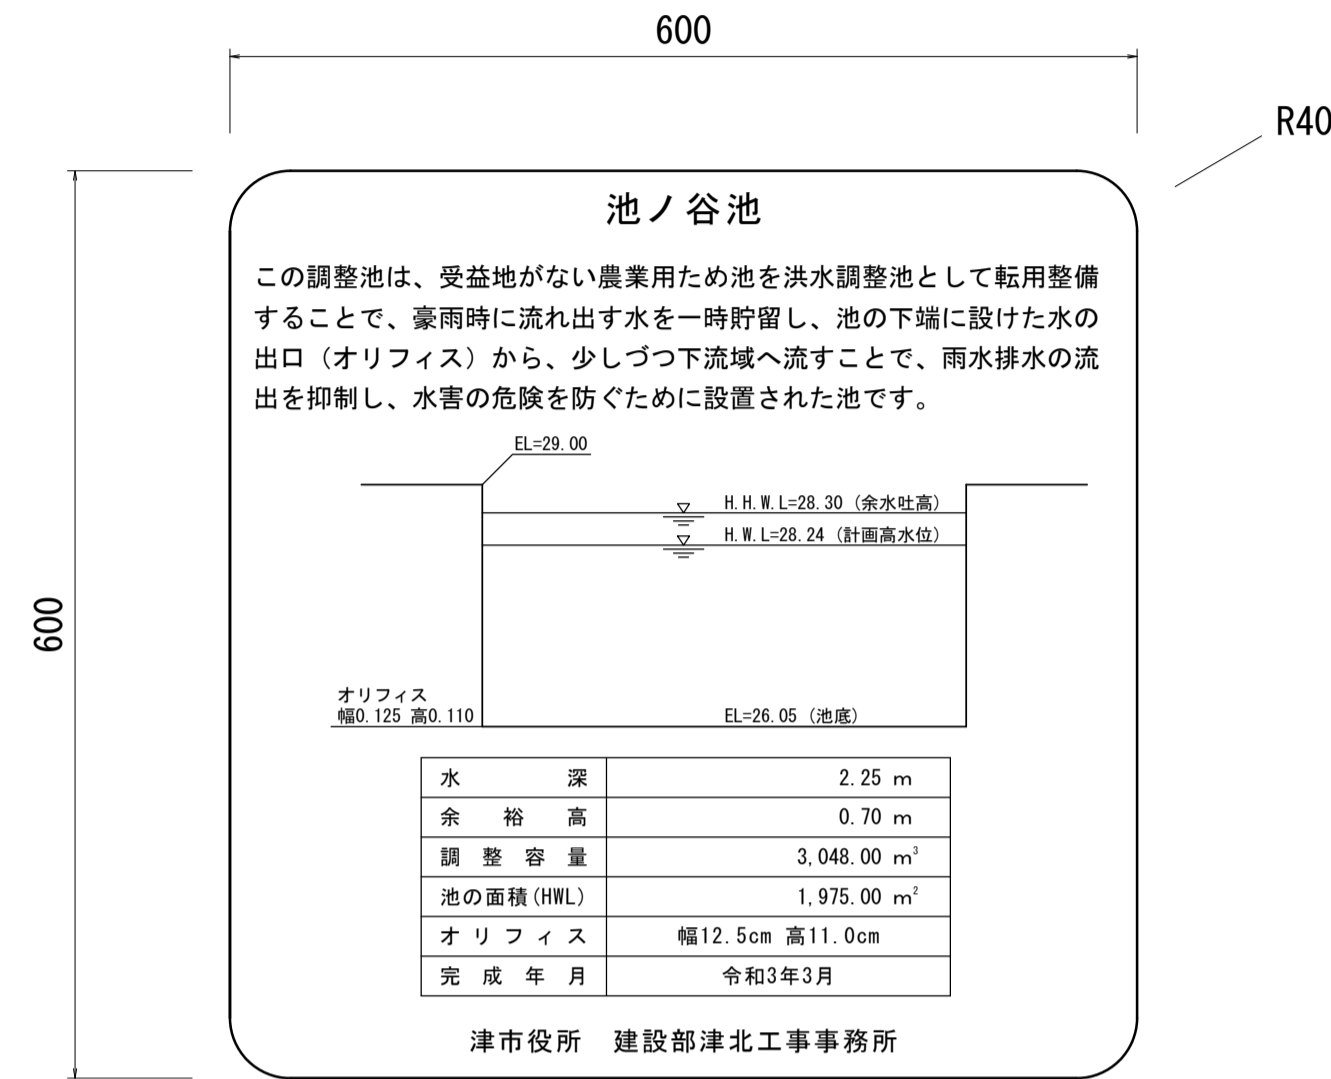 600
R40
600
池ノ谷池
この調整池は、受益地がない農業用ため池を洪水調整池として転用整備
することで、豪雨時に流れ出す水を一時貯留し、池の下端に設けた水の
出口（オリフィス）から、少しづつ下流域へ流すことで、雨水排水の流
出を抑制し、水害の危険を防ぐために設置された池です。
EL=29.00
H.H.W.L=28.30（余水吐高）
H.W.L=28.24（計画高水位）
オリフィス
幅0.125 高0.110
EL=26.05（池底）
水深 2.25 m
余裕高 0.70 m
調整容量 3,048.00 m³
池の面積(HWL) 1,975.00 m²
オリフィス 幅12.5cm 高11.0cm
完成年月 令和3年3月
津市役所　建設部津北工事事務所